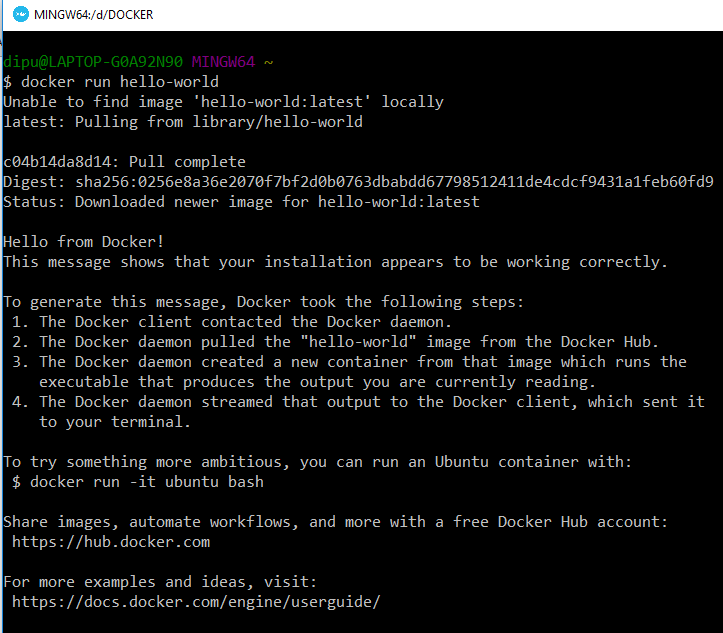 MINGW64:/d/DOCKER
dipu@LAPTOP-G0A92N90 MINGW64 ~
$ docker run hello-world
Unable to find image 'hello-world:latest' locally
latest: Pulling from library/hello-world
c04b14da8d14: Pull complete
Digest: sha256:0256e8a36e2070f7bf2d0b0763dbabdd67798512411de4cdcf9431a1feb60fd9
Status: Downloaded newer image for hello-world:latest
Hello from Docker!
This message shows that your installation appears to be working correctly.
To generate this message, Docker took the following steps:
1. The Docker client contacted the Docker daemon.
2. The Docker daemon pulled the "hello-world" image from the Docker Hub.
3. The Docker daemon created a new container from that image which runs the
executable that produces the output you are currently reading.
4. The Docker daemon streamed that output to the Docker client, which sent it
to your terminal.
To try something more ambitious, you can run an Ubuntu container with:
$ docker run -it ubuntu bash
Share images, automate workflows, and more with a free Docker Hub account:
https://hub.docker.com
For more examples and ideas, visit:
https://docs.docker.com/engine/userguide/